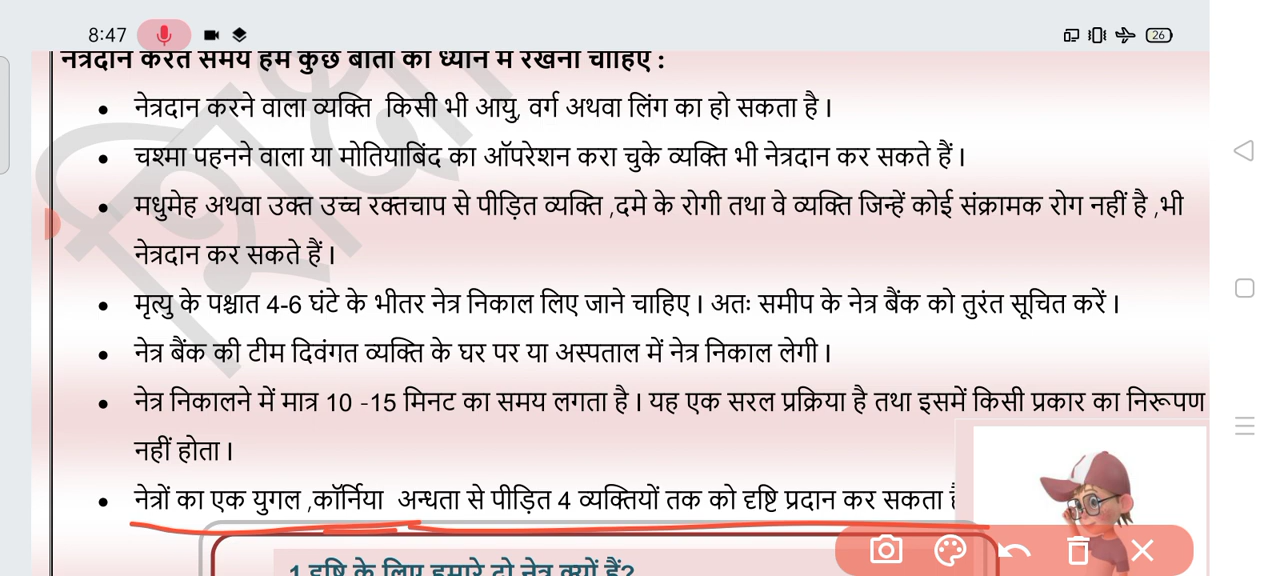 8:47
26
नेत्रदान करते समय हमें कुछ बातों को ध्यान में रखना चाहिए :
• नेत्रदान करने वाला व्यक्ति किसी भी आयु, वर्ग अथवा लिंग का हो सकता है ।
• चश्मा पहनने वाला या मोतियाबिंद का ऑपरेशन करा चुके व्यक्ति भी नेत्रदान कर सकते हैं ।
• मधुमेह अथवा उक्त उच्च रक्तचाप से पीड़ित व्यक्ति ,दमे के रोगी तथा वे व्यक्ति जिन्हें कोई संक्रामक रोग नहीं है ,भी
नेत्रदान कर सकते हैं ।
• मृत्यु के पश्चात 4-6 घंटे के भीतर नेत्र निकाल लिए जाने चाहिए । अतः समीप के नेत्र बैंक को तुरंत सूचित करें ।
• नेत्र बैंक की टीम दिवंगत व्यक्ति के घर पर या अस्पताल में नेत्र निकाल लेगी ।
• नेत्र निकालने में मात्र 10 -15 मिनट का समय लगता है । यह एक सरल प्रक्रिया है तथा इसमें किसी प्रकार का निरूपण
नहीं होता ।
• नेत्रों का एक युगल ,कॉर्निया अन्धता से पीड़ित 4 व्यक्तियों तक को दृष्टि प्रदान कर सकता
1 दृष्टि के लिए हमारे दो नेत्र क्यों हैं?